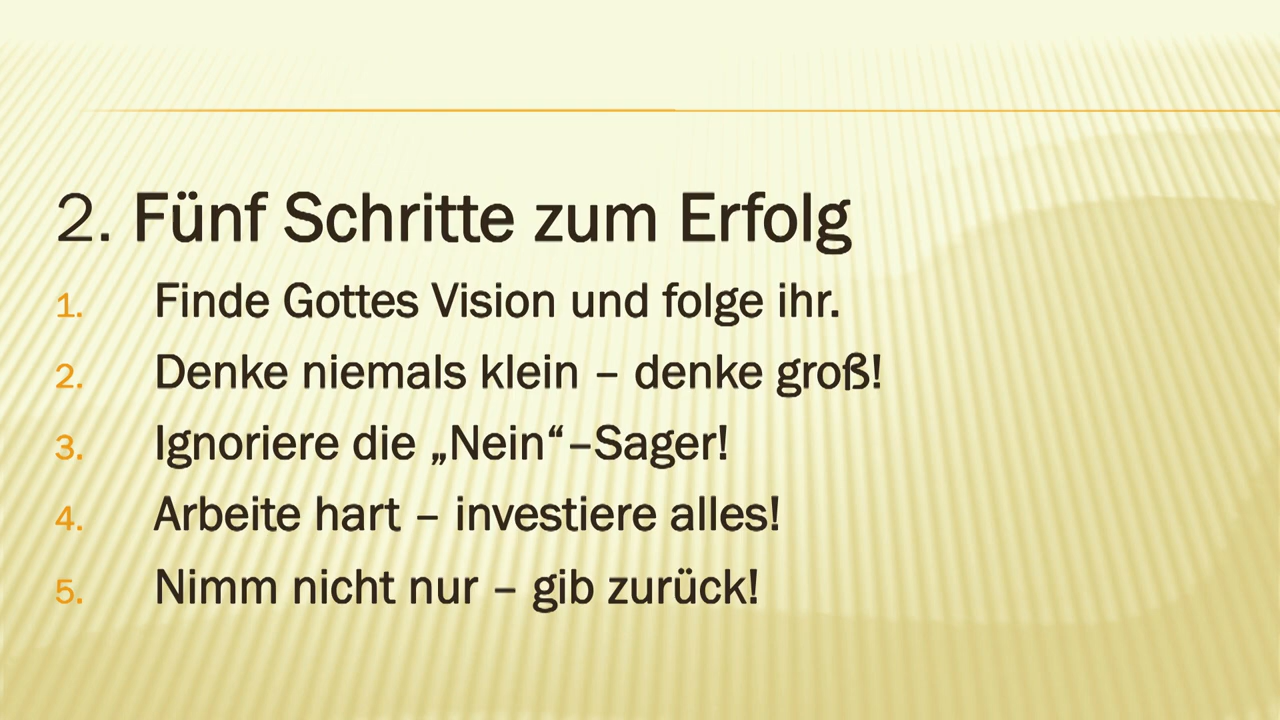 2. Fünf Schritte zum Erfolg
1. Finde Gottes Vision und folge ihr.
2. Denke niemals klein – denke groß!
3. Ignoriere die „Nein“–Sager!
4. Arbeite hart – investiere alles!
5. Nimm nicht nur – gib zurück!